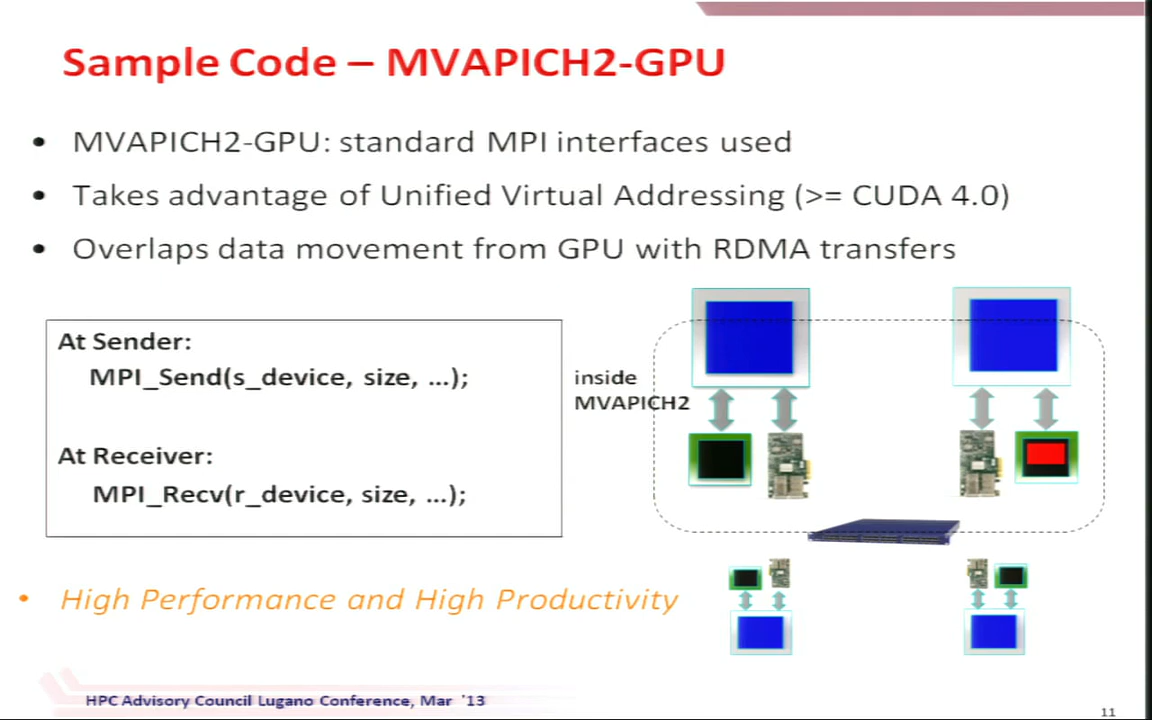 Sample Code – MVAPICH2-GPU
• MVAPICH2-GPU: standard MPI interfaces used
• Takes advantage of Unified Virtual Addressing (>= CUDA 4.0)
• Overlaps data movement from GPU with RDMA transfers
At Sender:
MPI_Send(s_device, size, …);
At Receiver:
MPI_Recv(r_device, size, …);
inside
MVAPICH2
• High Performance and High Productivity
HPC Advisory Council Lugano Conference, Mar '13
11